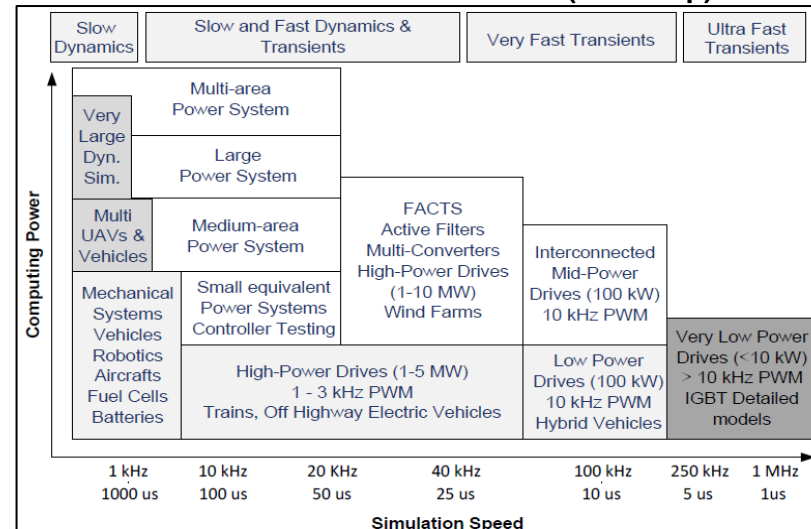 Slow
Dynamics
Slow and Fast Dynamics &
Transients
Very Fast Transients
Ultra Fast
Transients
Computing Power
Multi-area
Power System
Very
Large
Dyn.
Sim.
Large
Power System
Multi
UAVs &
Vehicles
Medium-area
Power System
FACTS
Active Filters
Multi-Converters
High-Power Drives
(1-10 MW)
Wind Farms
Interconnected
Mid-Power
Drives (100 kW)
10 kHz PWM
Mechanical
Systems
Vehicles
Robotics
Aircrafts
Fuel Cells
Batteries
Small equivalent
Power Systems
Controller Testing
High-Power Drives (1-5 MW)
1 - 3 kHz PWM
Trains, Off Highway Electric Vehicles
Low Power
Drives (100 kW)
10 kHz PWM
Hybrid Vehicles
Very Low Power
Drives (<10 kW)
> 10 kHz PWM
IGBT Detailed
models
1 kHz 10 kHz 20 KHz 40 kHz 100 kHz 250 kHz 1 MHz
1000 us 100 us 50 us 25 us 10 us 5 us 1us
Simulation Speed